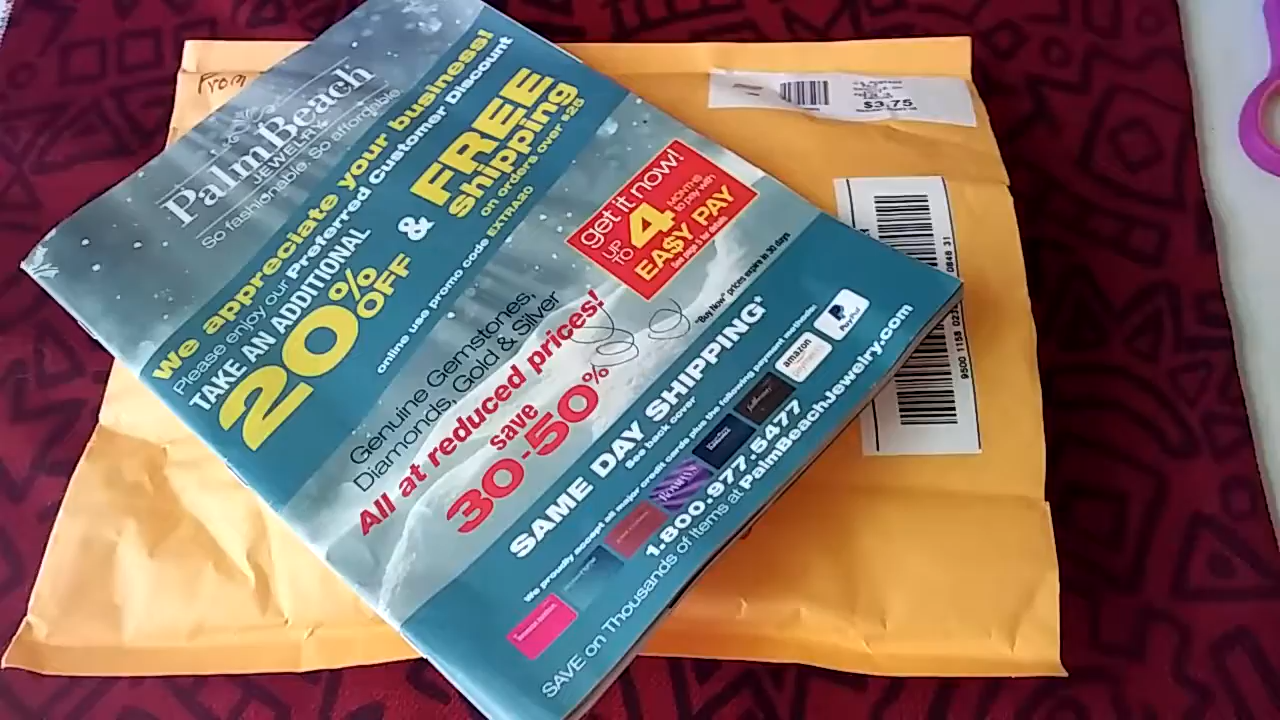 From
PalmBeach
JEWELRY
So fashionable. So affordable.
We appreciate your business!
Please enjoy our Preferred Customer Discount
TAKE AN ADDITIONAL
20% OFF
&
FREE
shipping
on orders over $25
online use promo code EXTRA20
get it now!
UP TO 4 MONTHS to pay with
EA$Y PAY
See page 3 for details
Genuine Gemstones,
Diamonds, Gold & Silver
All at reduced prices!
save
30-50%
"Buy Now" prices expire in 30 days
SAME DAY SHIPPING*
See back cover
We proudly accept all major credit cards plus the following payment methods:
amazon
PayPal
1.800.977.5477
SAVE on Thousands of items at PalmBeachJewelry.com
$3.75